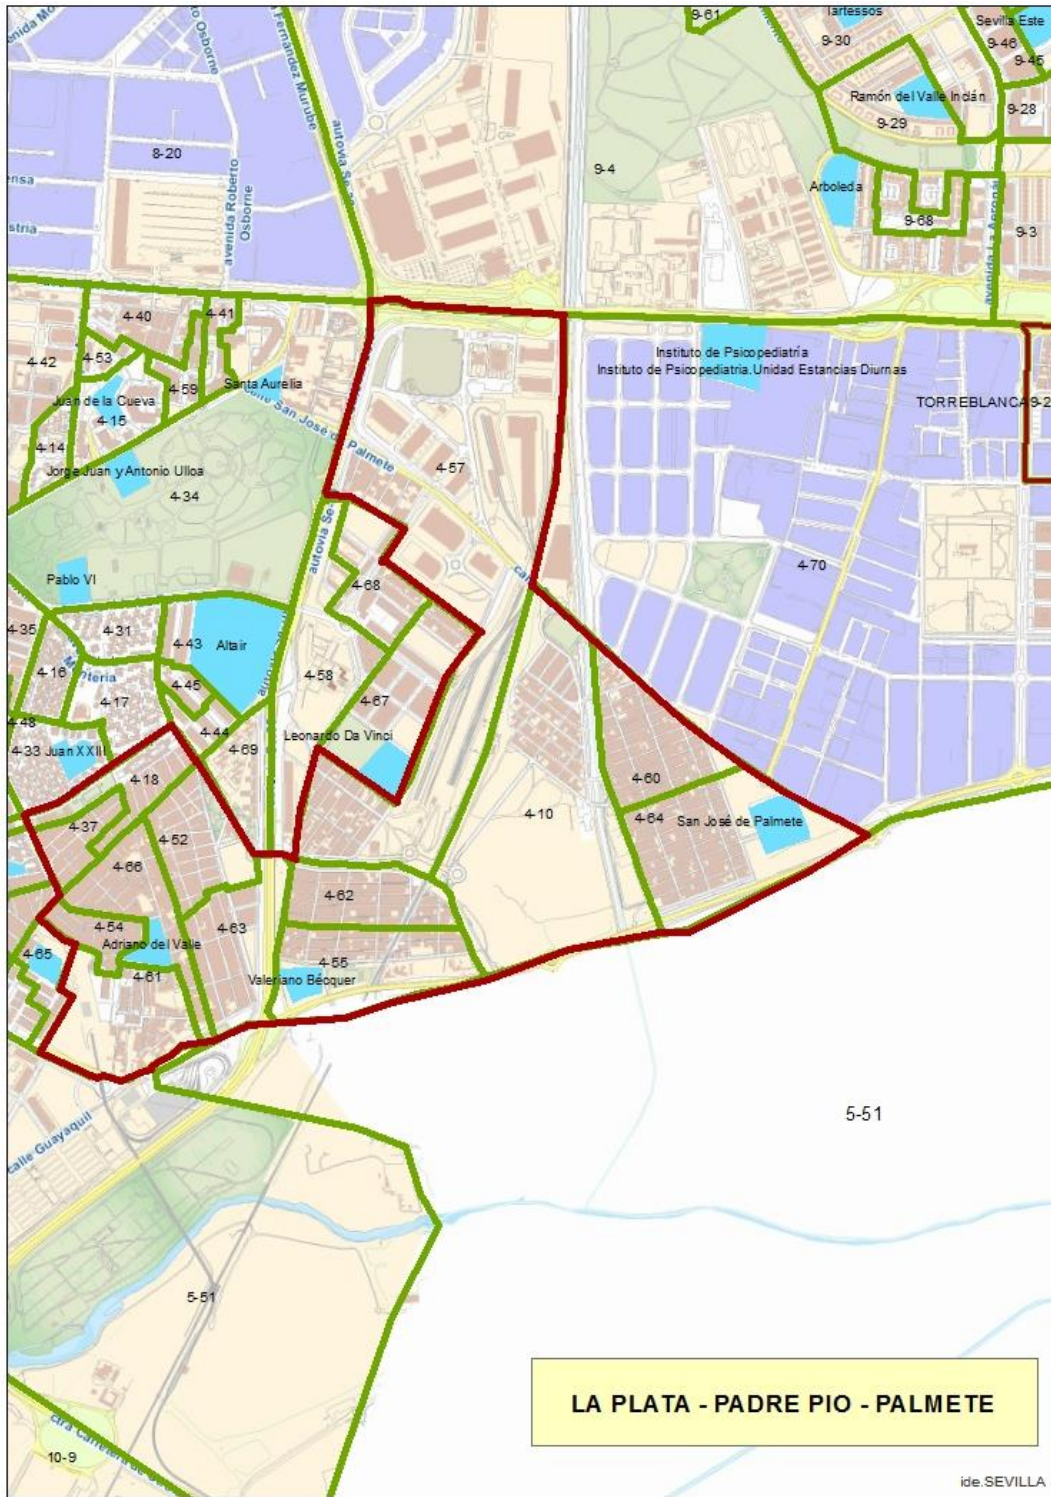 9-61
Tartessos
Sevilla Este
9-30
9-46
9-45
avenida Roberto
Osborne
Fernández Murube
autovia Se-30
Ramón del Valle Inclán
9-28
9-29
8-20
9-4
Arboleda
9-68
9-3
4-40
4-41
4-42
4-53
4-59
Santa Aurelia
Juan de la Cueva
4-15
calle San José de Palmete
Instituto de Psicopediatría
Instituto de Psicopediatria.Unidad Estancias Diurnas
TORREBLANCA
4-14
Jorge Juan y Antonio Ulloa
4-34
4-57
4-70
Pablo VI
4-68
4-35
4-31
4-43
Altair
4-16
4-45
4-58
4-17
4-67
4-48
4-44
4-33
Juan XXIII
4-69
Leonardo Da Vinci
4-18
4-60
4-37
4-52
4-10
4-64
San José de Palmete
4-66
4-62
4-54
4-63
Adriano del Valle
4-65
4-61
4-55
Valeriano Bécquer
calle Guayaquil
5-51
5-51
10-9
LA PLATA - PADRE PIO - PALMETE
ide.SEVILLA